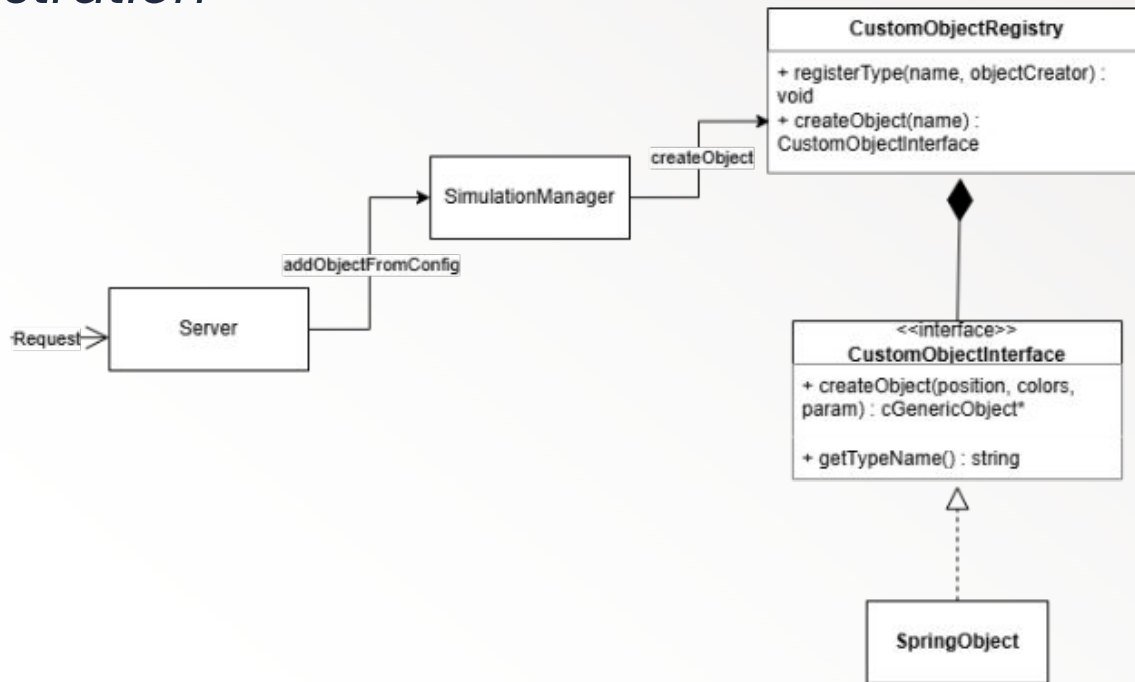 CustomObjectRegistry
+ registerType(name, objectCreator) :
void
+ createObject(name) :
CustomObjectInterface
createObject
SimulationManager
addObjectFromConfig
Server
Request
<<interface>>
CustomObjectInterface
+ createObject(position, colors,
param) : cGenericObject*
+ getTypeName() : string
SpringObject